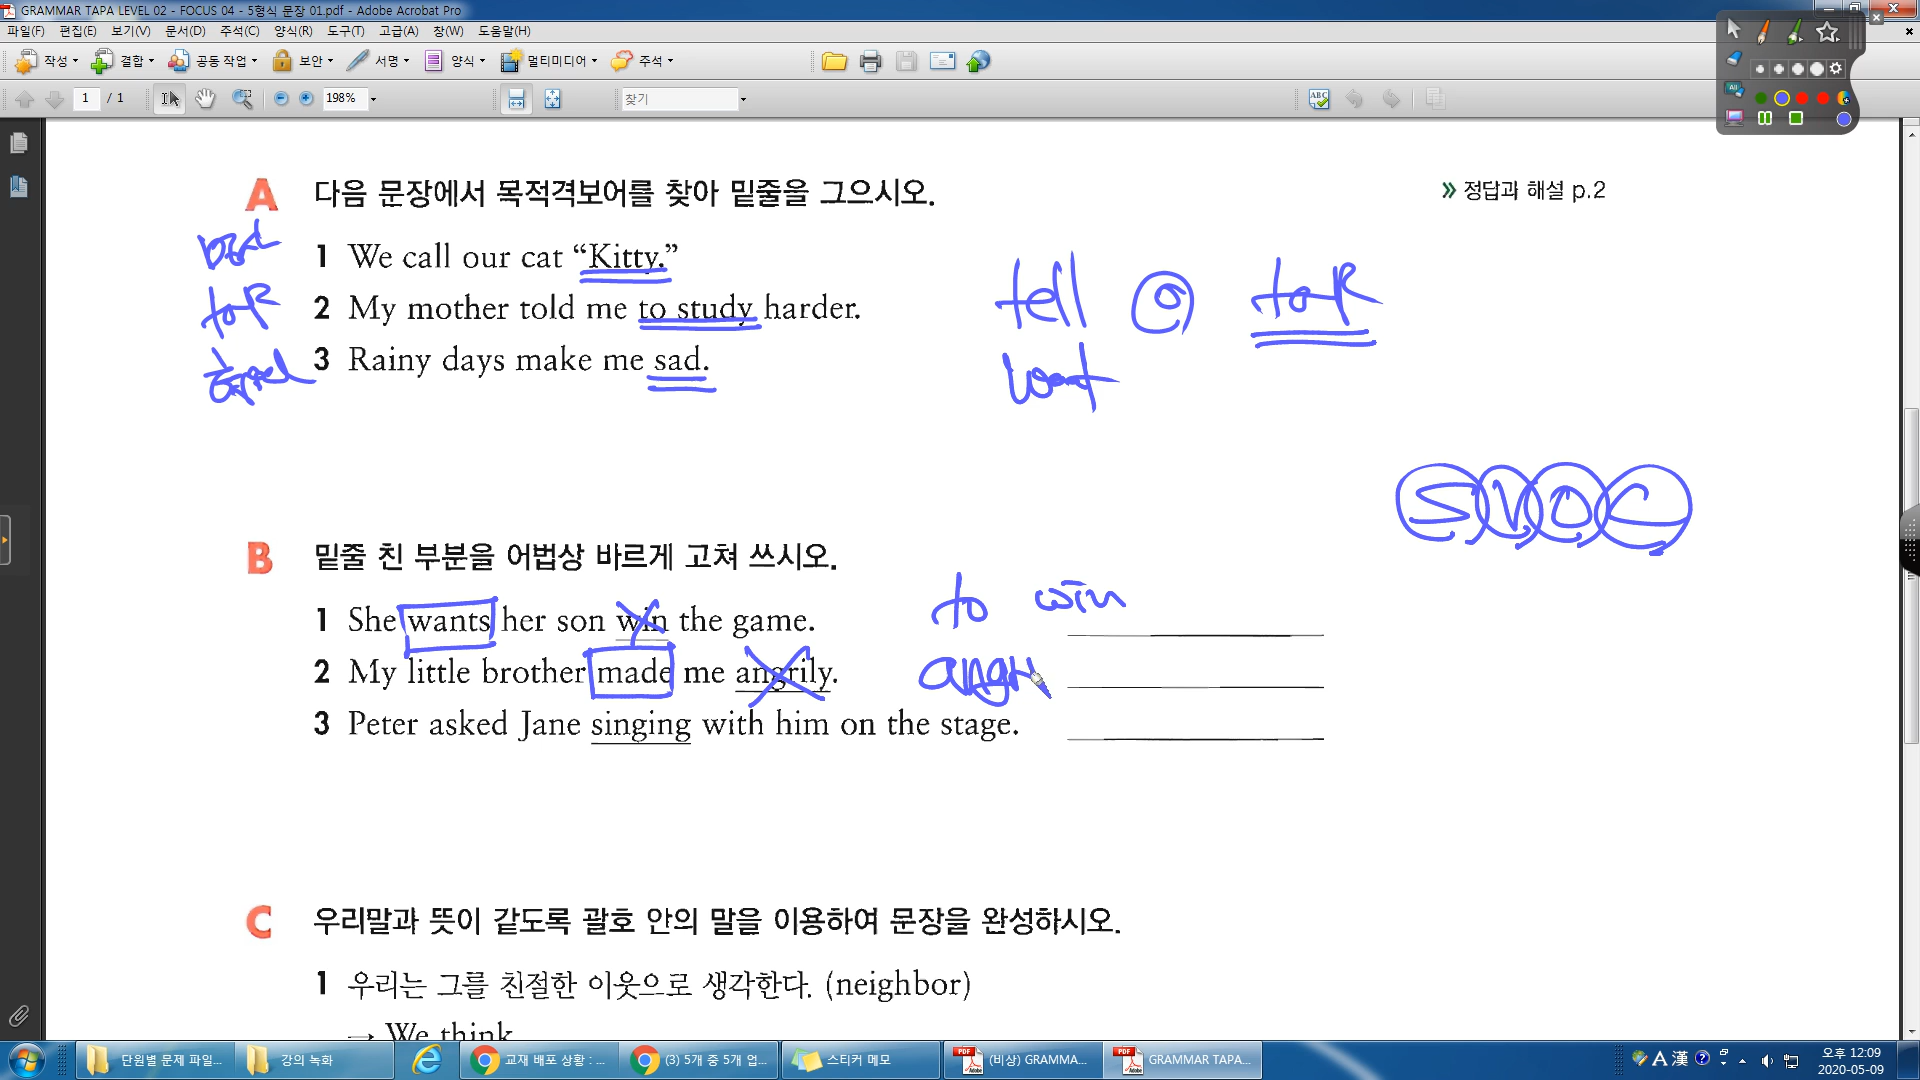 GRAMMAR TAPA LEVEL 02 - FOCUS 04 - 5형식 문장 01.pdf - Adobe Acrobat Pro
파일(F) 편집(E) 보기(V) 문서(D) 주석(C) 양식(R) 도구(T) 고급(A) 창(W) 도움말(H)
작성 결합 공동 작업 보안 서명 양식 멀티미디어 주석
1 / 1 198% 찾기
A 다음 문장에서 목적격보어를 찾아 밑줄을 그으시오.
» 정답과 해설 p.2
1 We call our cat “Kitty.”
2 My mother told me to study harder.
3 Rainy days make me sad.
to R
tell O to R
want
S V O C
B 밑줄 친 부분을 어법상 바르게 고쳐 쓰시오.
1 She wants her son win the game. to win
2 My little brother made me angrily. angry
3 Peter asked Jane singing with him on the stage.
C 우리말과 뜻이 같도록 괄호 안의 말을 이용하여 문장을 완성하시오.
1 우리는 그를 친절한 이웃으로 생각한다. (neighbor)
→ We think
단원별 문제 파일... 강의 녹화 교재 배포 상황 : ... (3) 5개 중 5개 업... 스티커 메모 (비상) GRAMMA... GRAMMAR TAPA...
A 漢
오후 12:09
2020-05-09